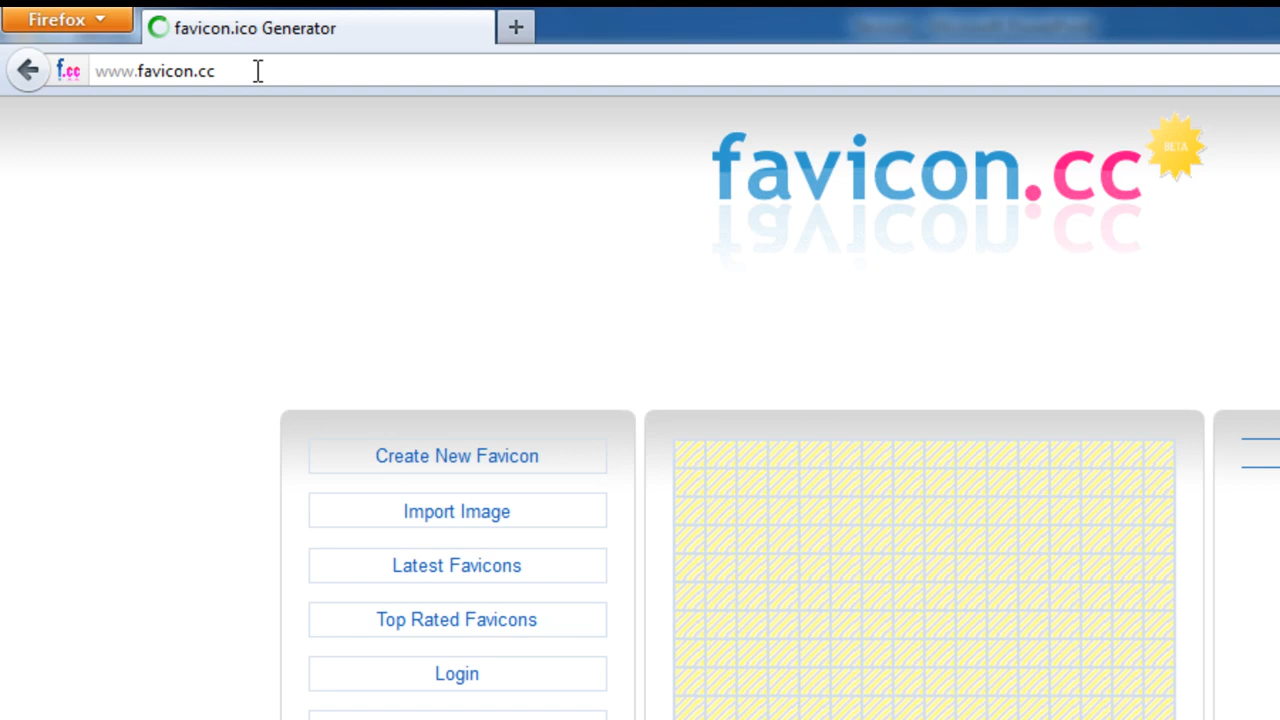 Firefox
favicon.ico Generator
f.cc
www.favicon.cc
favicon.cc
BETA
Create New Favicon
Import Image
Latest Favicons
Top Rated Favicons
Login